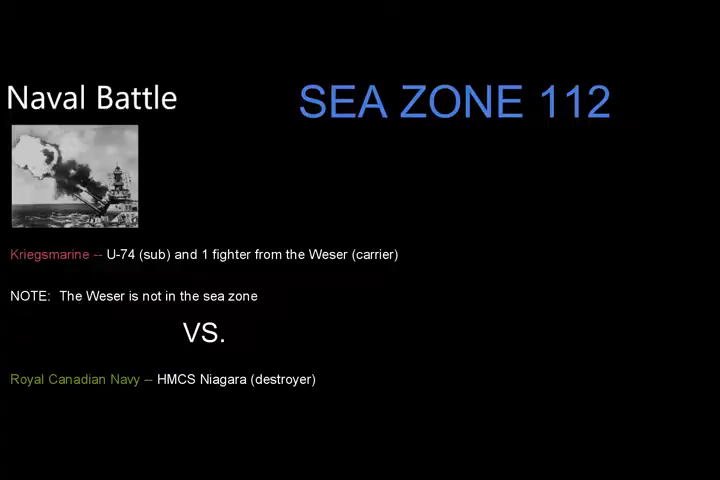 Naval Battle
SEA ZONE 112
Kriegsmarine -- U-74 (sub) and 1 fighter from the Weser (carrier)
NOTE:  The Weser is not in the sea zone
VS.
Royal Canadian Navy -- HMCS Niagara (destroyer)